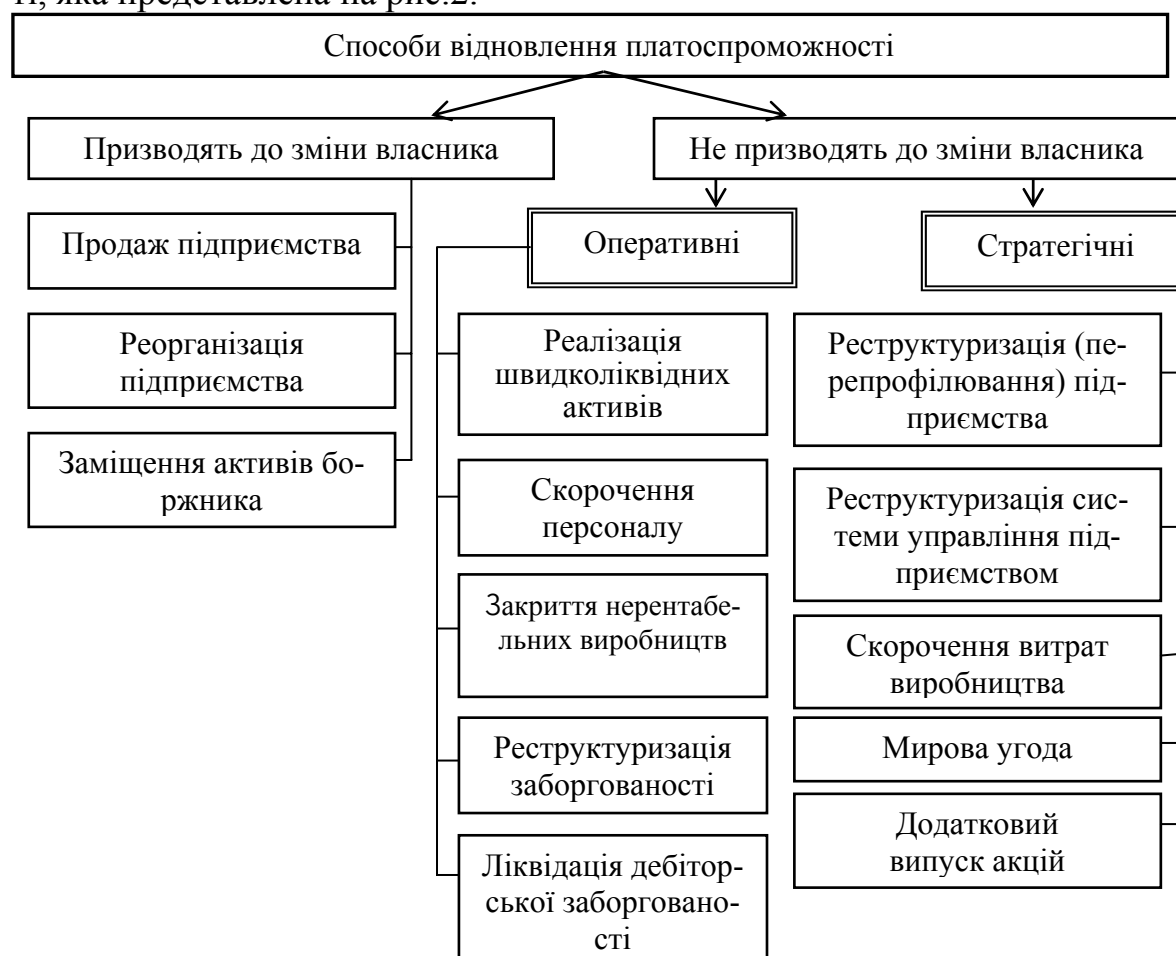 ті, яка представлена на рис.2.
Способи відновлення платоспроможності
Призводять до зміни власника
Не призводять до зміни власника
Продаж підприємства
Реорганізація
підприємства
Заміщення активів бо-
ржника
Оперативні
Реалізація
швидколіквідних
активів
Скорочення
персоналу
Закриття нерентабе-
льних виробництв
Реструктуризація
заборгованості
Ліквідація дебітор-
ської заборговано-
сті
Стратегічні
Реструктуризація (пе-
репрофілювання) під-
приємства
Реструктуризація сис-
теми управління під-
приємством
Скорочення витрат
виробництва
Мирова угода
Додатковий
випуск акцій